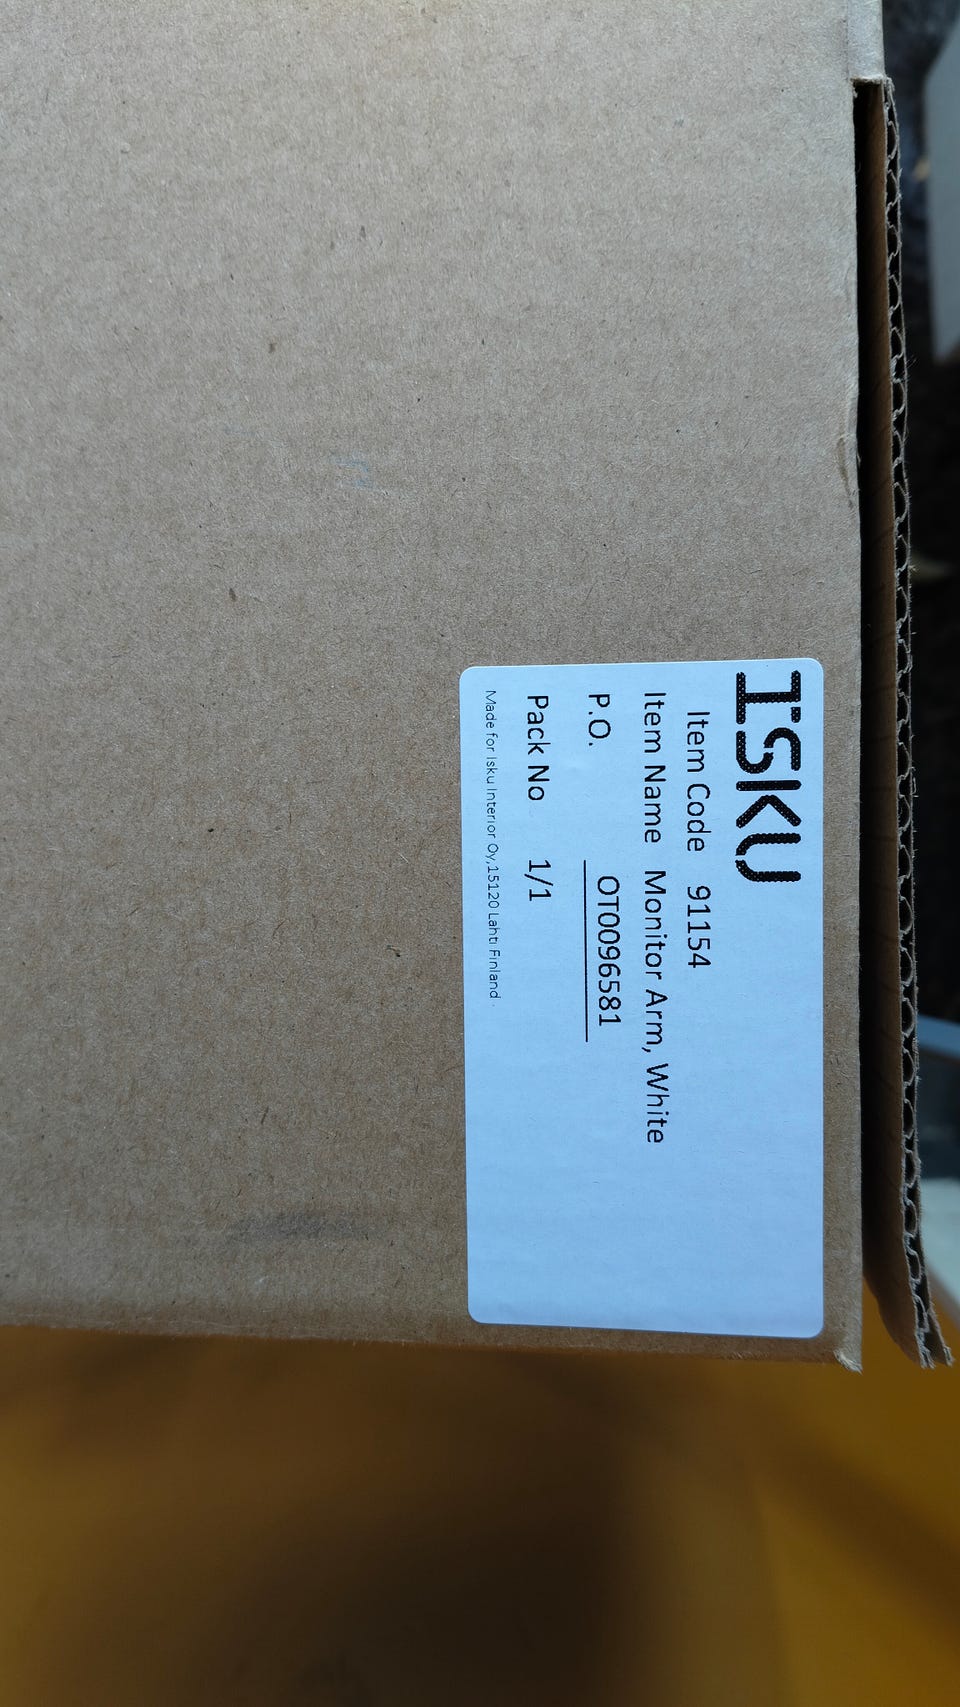 ISKU
Item Code 91154
Item Name Monitor Arm, White
P.O. OT0096581
Pack No 1/1
Made for Isku Interior Oy,15120 Lahti Finland